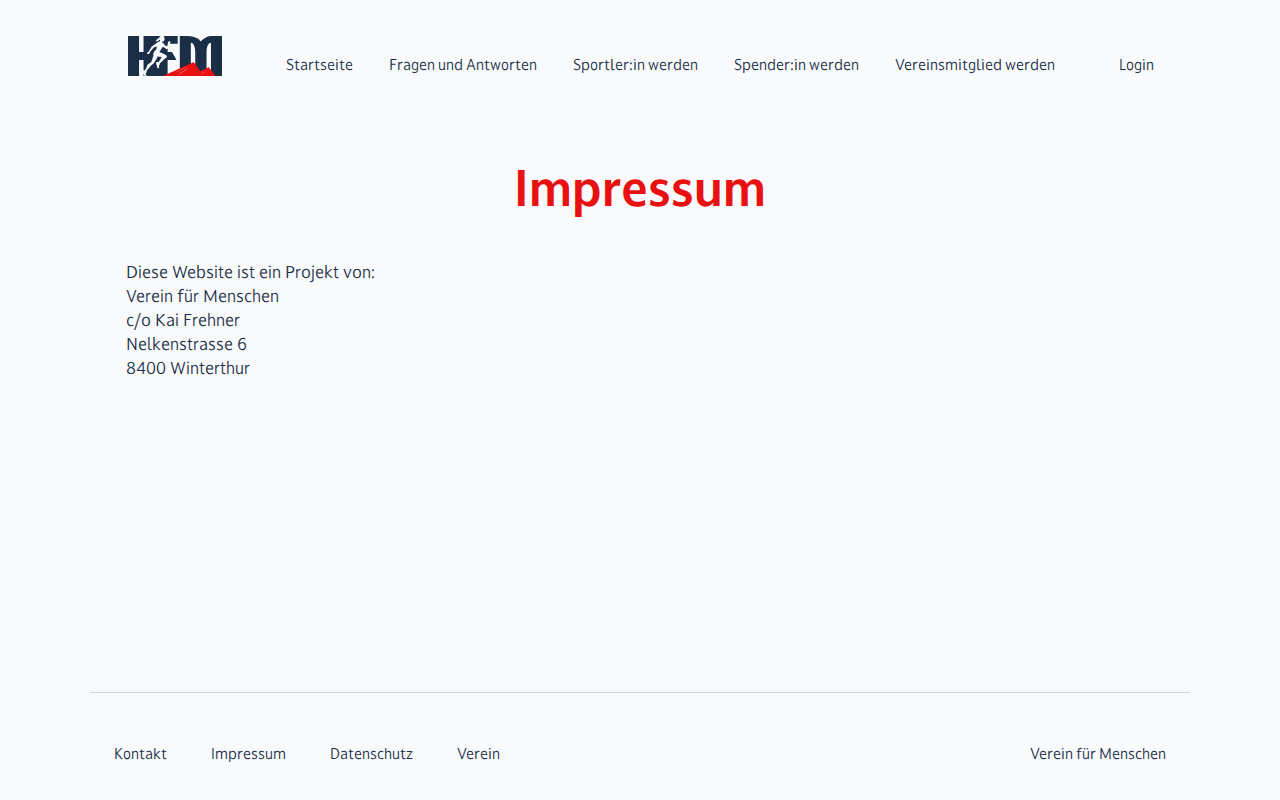 HFM
Startseite
Fragen und Antworten
Sportler:in werden
Spender:in werden
Vereinsmitglied werden
Login
Impressum
Diese Website ist ein Projekt von:
Verein für Menschen
c/o Kai Frehner
Nelkenstrasse 6
8400 Winterthur
Kontakt
Impressum
Datenschutz
Verein
Verein für Menschen